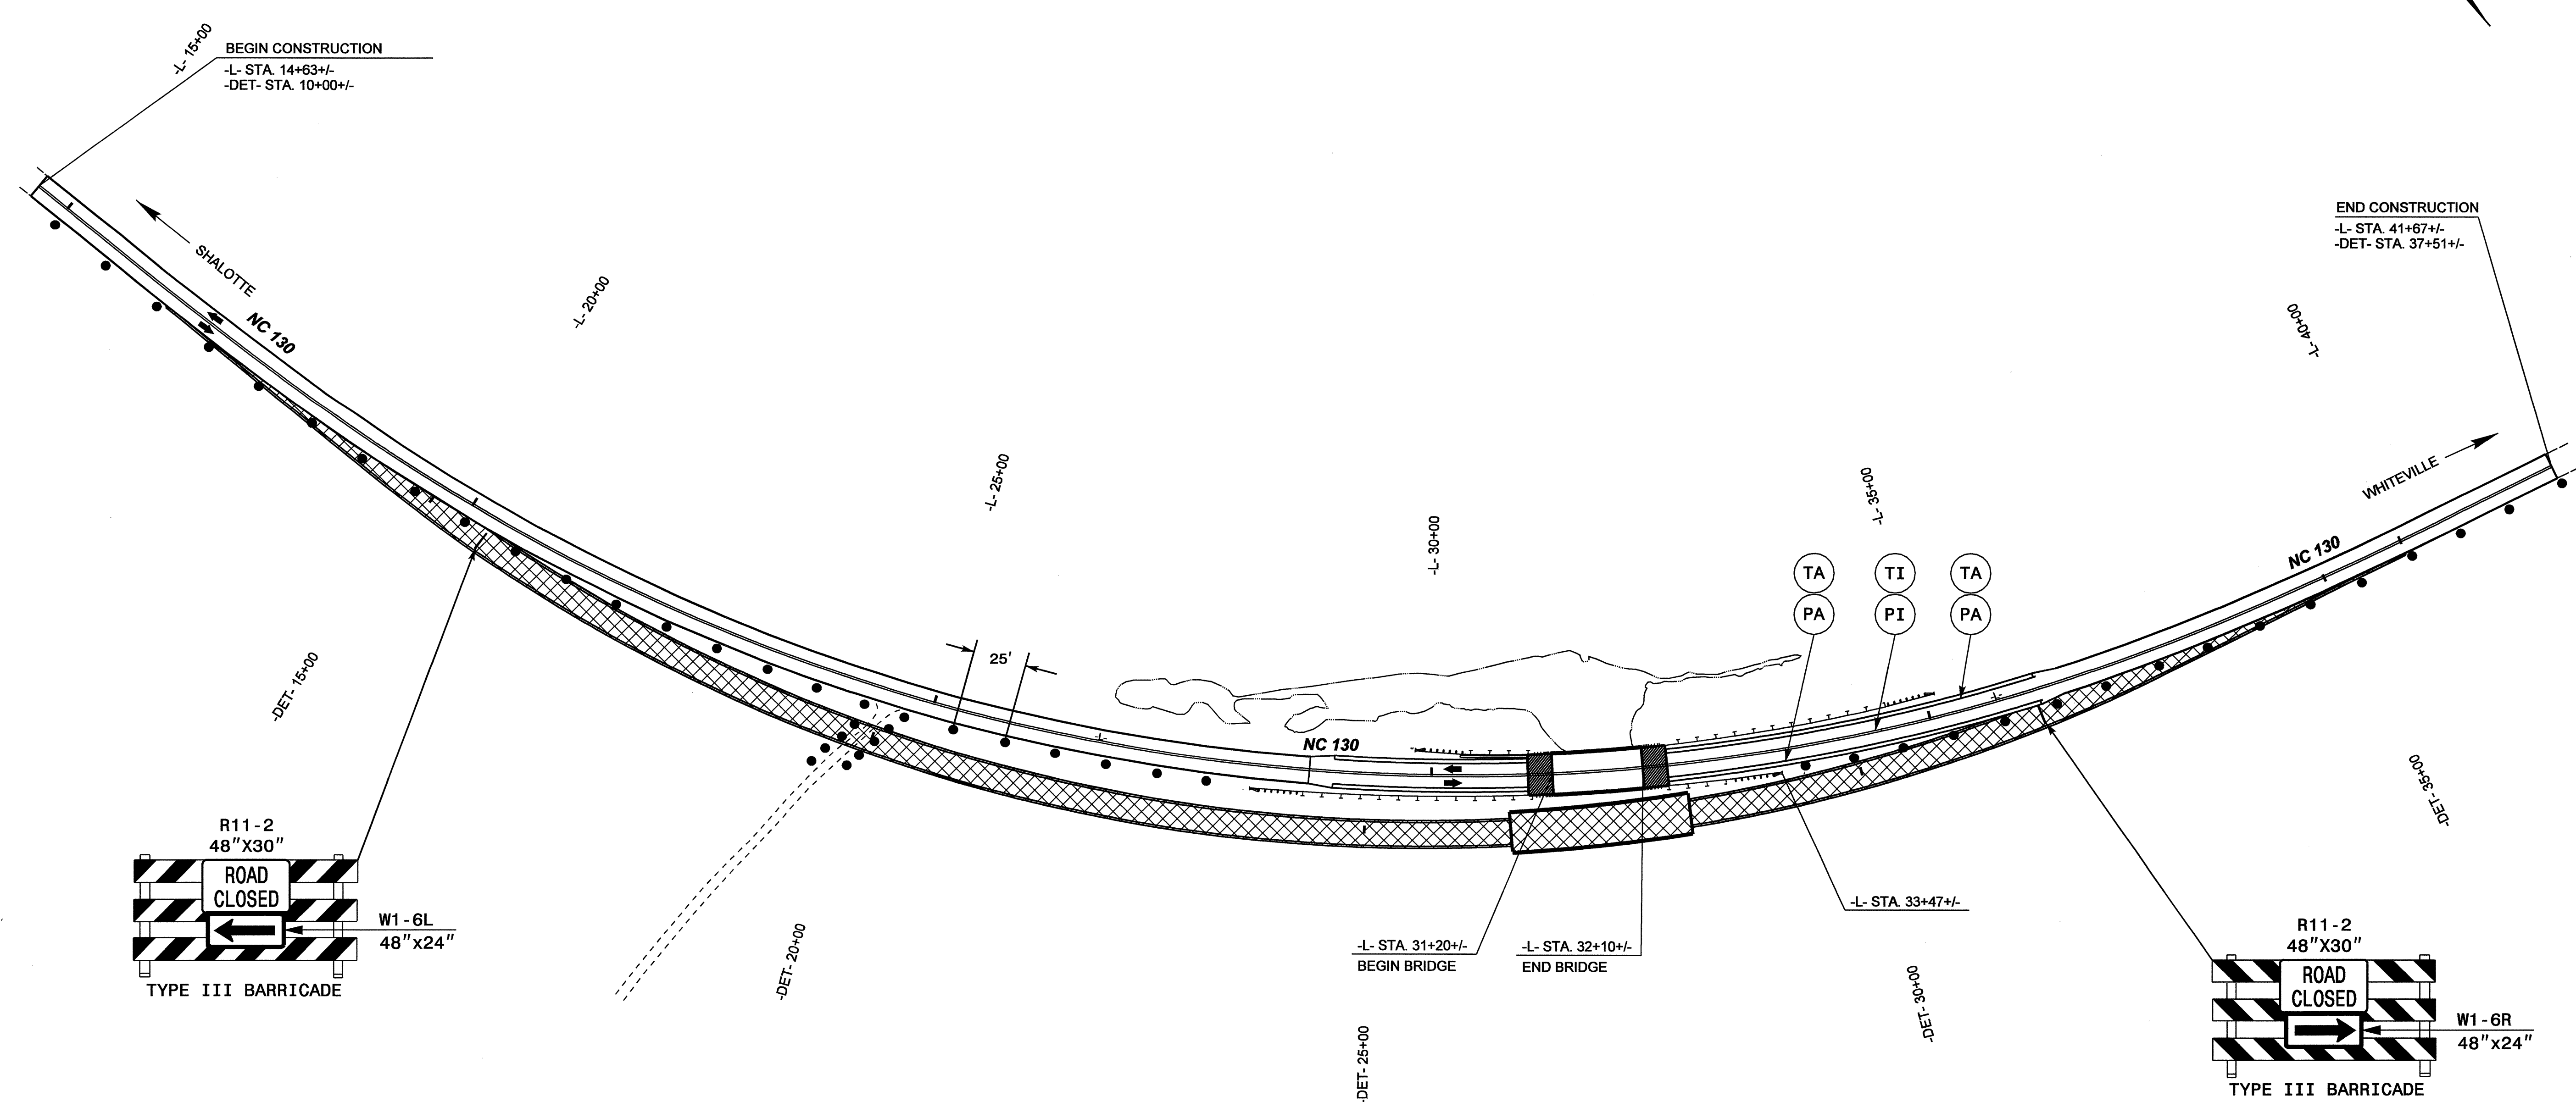 -L- 15+00
BEGIN CONSTRUCTION
-L- STA. 14+63+/-
-DET- STA. 10+00+/-
SHALOTTE
NC 130
-L- 20+00
-L- 25+00
-L- 30+00
-L- 35+00
-L- 40+00
END CONSTRUCTION
-L- STA. 41+67+/-
-DET- STA. 37+51+/-
WHITEVILLE
NC 130
TA
TI
TA
PA
PI
PA
25'
-L-
-L-
NC 130
-DET- 15+00
-DET- 20+00
-DET- 25+00
-DET- 30+00
-DET- 35+00
-L- STA. 33+47+/-
-L- STA. 31+20+/-
BEGIN BRIDGE
-L- STA. 32+10+/-
END BRIDGE
R11-2
48"X30"
ROAD
CLOSED
W1-6L
48"x24"
TYPE III BARRICADE
R11-2
48"X30"
ROAD
CLOSED
W1-6R
48"x24"
TYPE III BARRICADE